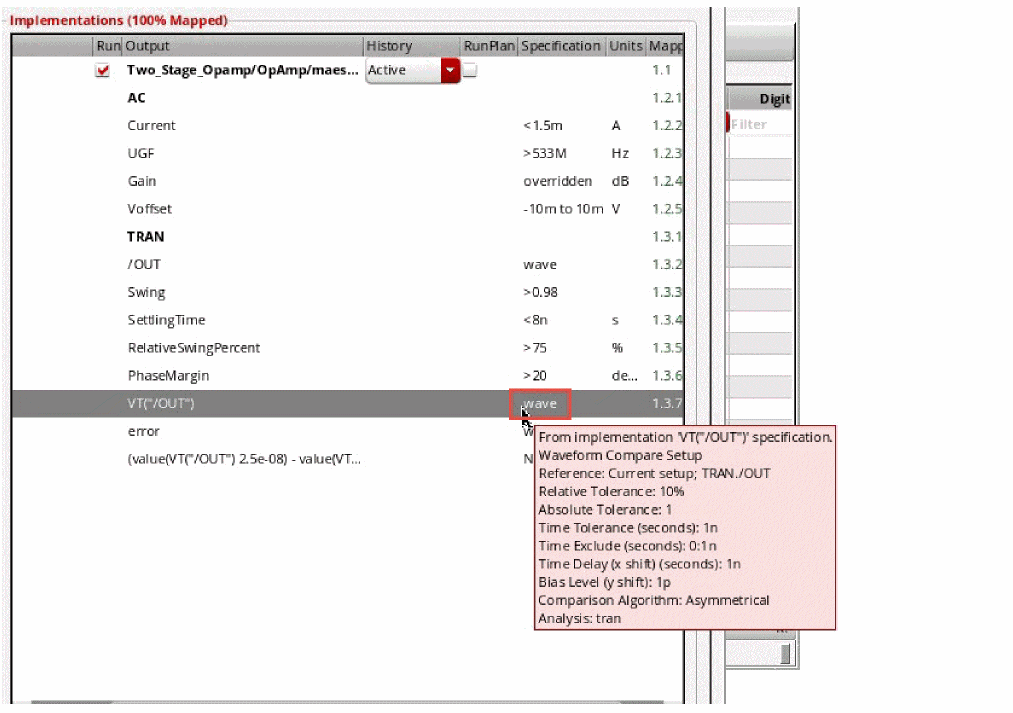 Implementations (100% Mapped)
Run Output History RunPlan Specification Units Mapp
Two_Stage_Opamp/OpAmp/maes... Active 1.1
AC 1.2.1
Current <1.5m A 1.2.2
UGF >533M Hz 1.2.3
Gain overridden dB 1.2.4
Voffset -10m to 10m V 1.2.5
TRAN 1.3.1
/OUT wave 1.3.2
Swing >0.98 1.3.3
SettlingTime <8n s 1.3.4
RelativeSwingPercent >75 % 1.3.5
PhaseMargin >20 de... 1.3.6
VT("/OUT") wave 1.3.7
error
(value(VT("/OUT") 2.5e-08) - value(VT...
From implementation 'VT("/OUT")' specification.
Waveform Compare Setup
Reference: Current setup; TRAN./OUT
Relative Tolerance: 10%
Absolute Tolerance: 1
Time Tolerance (seconds): 1n
Time Exclude (seconds): 0:1n
Time Delay (x shift) (seconds): 1n
Bias Level (y shift): 1p
Comparison Algorithm: Asymmetrical
Analysis: tran
Digit
Filter